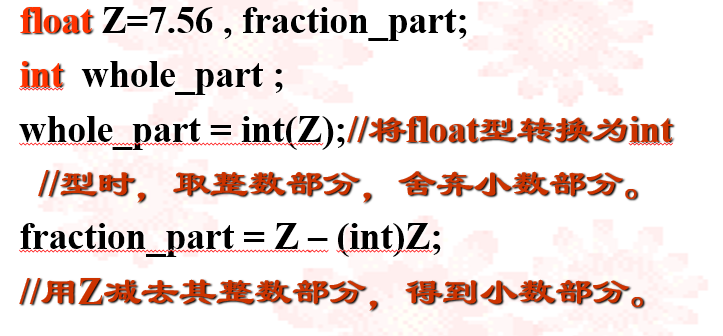 float Z=7.56 , fraction_part;
int whole_part ;
whole_part = int(Z);//将float型转换为int
//型时，取整数部分，舍弃小数部分。
fraction_part = Z – (int)Z;
//用Z减去其整数部分，得到小数部分。